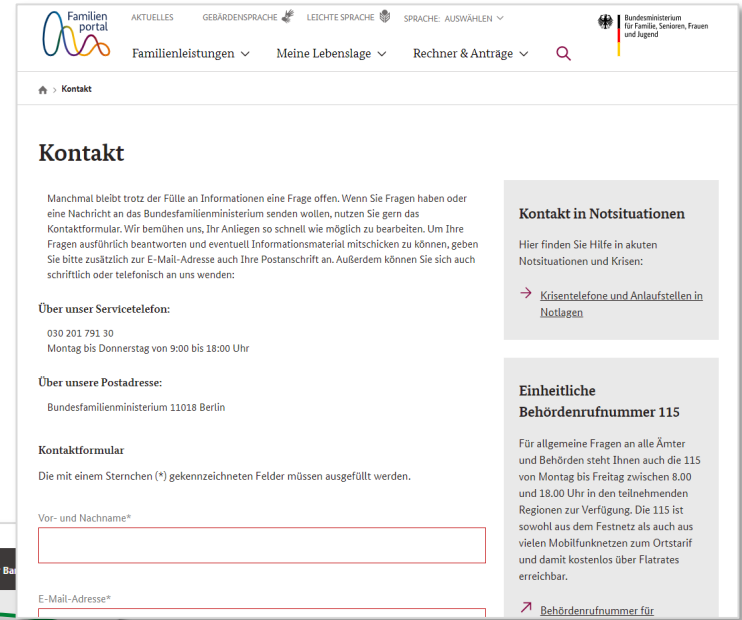 Familien
portal
AKTUELLES GEBÄRDENSPRACHE LEICHTE SPRACHE SPRACHE: AUSWÄHLEN
Bundesministerium
für Familie, Senioren, Frauen
und Jugend
Familienleistungen Meine Lebenslage Rechner & Anträge
> Kontakt
Kontakt
Manchmal bleibt trotz der Fülle an Informationen eine Frage offen. Wenn Sie Fragen haben oder
eine Nachricht an das Bundesfamilienministerium senden wollen, nutzen Sie gern das
Kontaktformular. Wir bemühen uns, Ihr Anliegen so schnell wie möglich zu bearbeiten. Um Ihre
Fragen ausführlich beantworten und eventuell Informationsmaterial mitschicken zu können, geben
Sie bitte zusätzlich zur E-Mail-Adresse auch Ihre Postanschrift an. Außerdem können Sie sich auch
schriftlich oder telefonisch an uns wenden:
Über unser Servicetelefon:
030 201 791 30
Montag bis Donnerstag von 9:00 bis 18:00 Uhr
Über unsere Postadresse:
Bundesfamilienministerium 11018 Berlin
Kontaktformular
Die mit einem Sternchen (*) gekennzeichneten Felder müssen ausgefüllt werden.
Vor- und Nachname*
E-Mail-Adresse*
Kontakt in Notsituationen
Hier finden Sie Hilfe in akuten
Notsituationen und Krisen:
Krisentelefone und Anlaufstellen in
Notlagen
Einheitliche
Behördenrufnummer 115
Für allgemeine Fragen an alle Ämter
und Behörden steht Ihnen auch die 115
von Montag bis Freitag zwischen 8.00
und 18.00 Uhr in den teilnehmenden
Regionen zur Verfügung. Die 115 ist
sowohl aus dem Festnetz als auch aus
vielen Mobilfunknetzen zum Ortstarif
und damit kostenlos über Flatrates
erreichbar.
Behördenrufnummer für